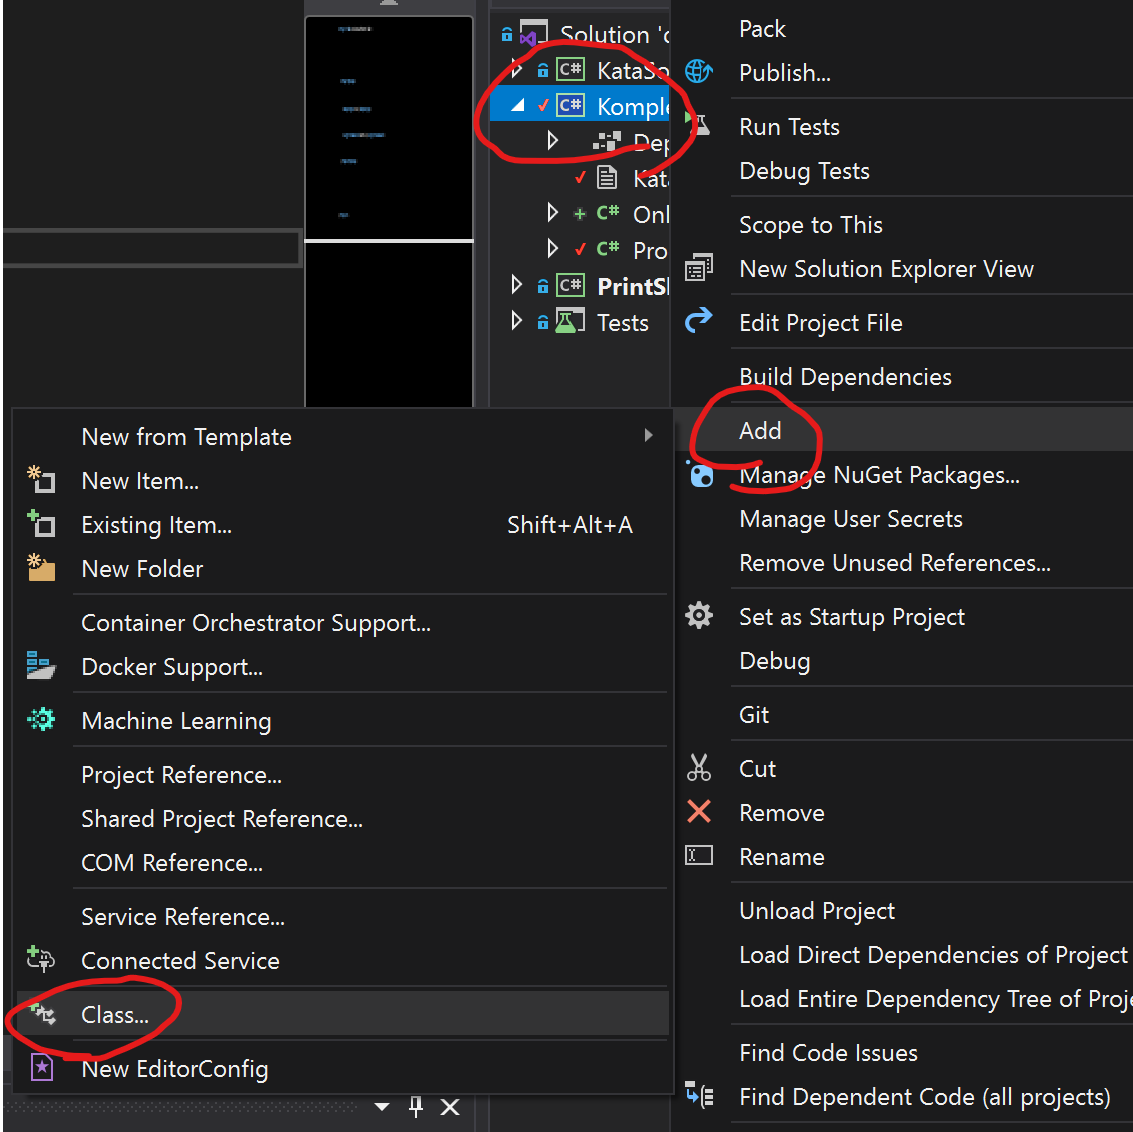 Solution 'c
C# KataSo
C# Komple
Dep
Kata
C# Onl
C# Pro
C# PrintSl
Tests
Pack
Publish...
Run Tests
Debug Tests
Scope to This
New Solution Explorer View
Edit Project File
Build Dependencies
Add
Manage NuGet Packages...
Manage User Secrets
Remove Unused References...
Set as Startup Project
Debug
Git
Cut
Remove
Rename
Unload Project
Load Direct Dependencies of Project
Load Entire Dependency Tree of Proje
Find Code Issues
Find Dependent Code (all projects)
New from Template
New Item...
Existing Item... Shift+Alt+A
New Folder
Container Orchestrator Support...
Docker Support...
Machine Learning
Project Reference...
Shared Project Reference...
COM Reference...
Service Reference...
Connected Service
Class...
New EditorConfig